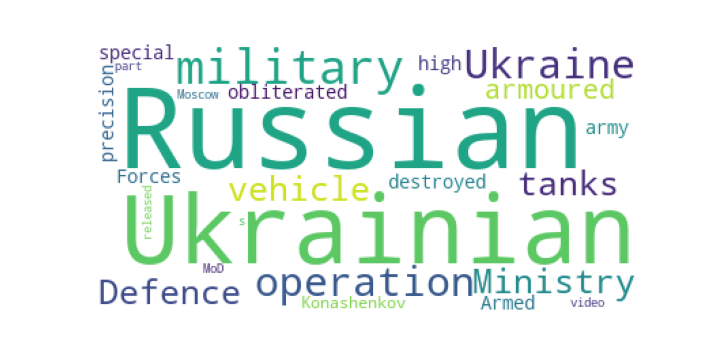 special
part
military
high
Ukraine
precision
Moscow
obliterated
armoured
Russian
army
Forces
vehicle
destroyed
tanks
released
Ukrainian
s
MoD
Defence
operation
Ministry
Konashenkov
Armed
video